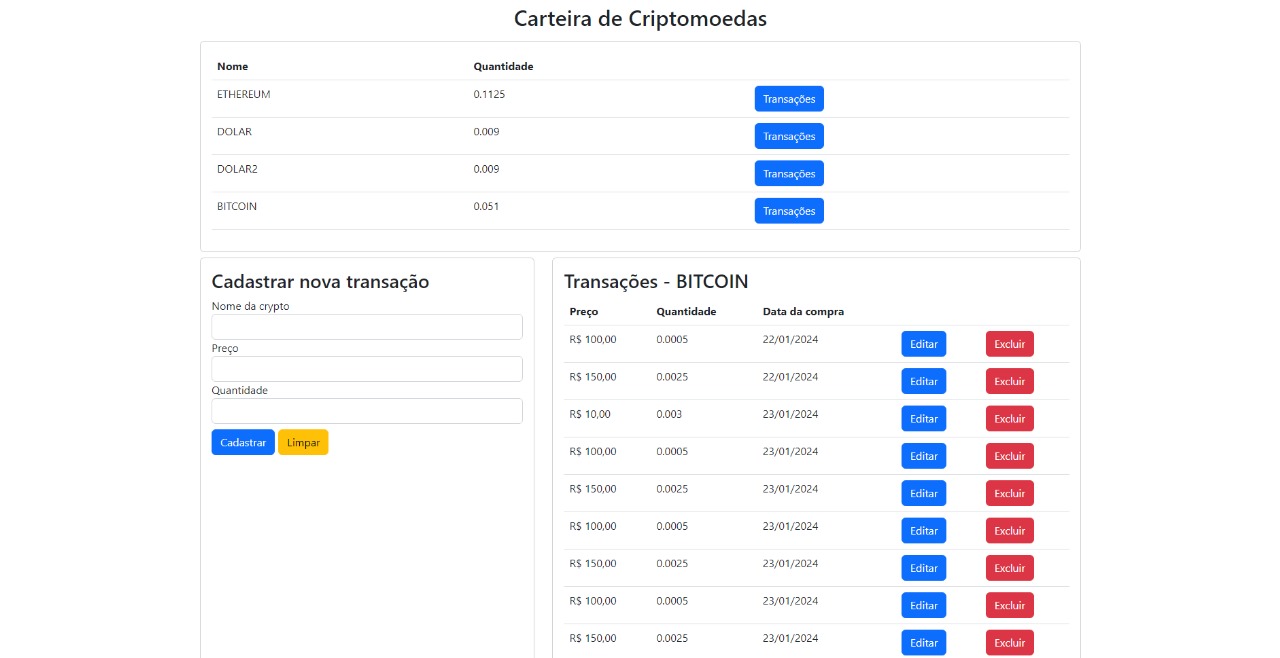 Carteira de Criptomoedas
Nome Quantidade
ETHEREUM 0.1125 Transações
DOLAR 0.009 Transações
DOLAR2 0.009 Transações
BITCOIN 0.051 Transações
Cadastrar nova transação
Nome da crypto
Preço
Quantidade
Cadastrar Limpar
Transações - BITCOIN
Preço Quantidade Data da compra
R$ 100,00 0.0005 22/01/2024 Editar Excluir
R$ 150,00 0.0025 22/01/2024 Editar Excluir
R$ 10,00 0.003 23/01/2024 Editar Excluir
R$ 100,00 0.0005 23/01/2024 Editar Excluir
R$ 150,00 0.0025 23/01/2024 Editar Excluir
R$ 100,00 0.0005 23/01/2024 Editar Excluir
R$ 150,00 0.0025 23/01/2024 Editar Excluir
R$ 100,00 0.0005 23/01/2024 Editar Excluir
R$ 150,00 0.0025 23/01/2024 Editar Excluir